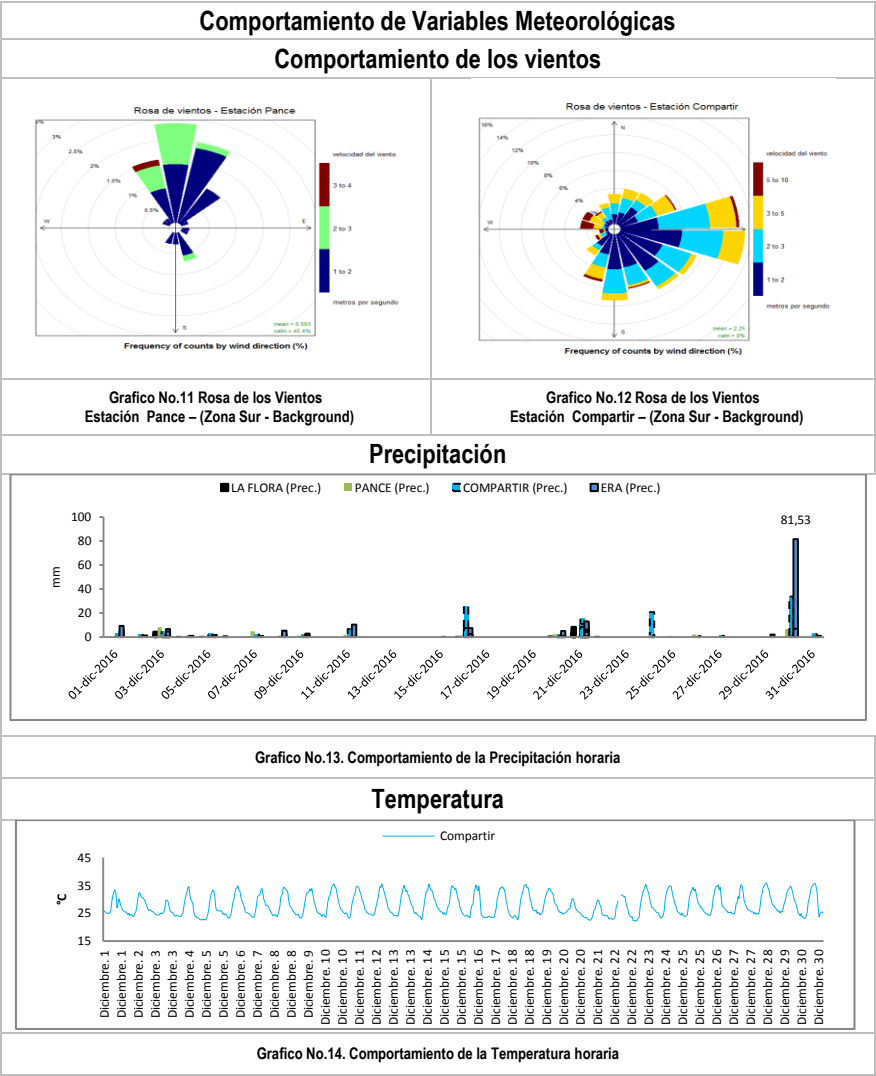 Comportamiento de Variables Meteorológicas
Comportamiento de los vientos
Rosa de vientos - Estación Pance
3%
2.5%
2%
1.5%
1%
0.5%
W
E
S
velocidad del viento
3 to 4
2 to 3
1 to 2
metros por segundo
mean = 0.593
calm = 45.4%
Frequency of counts by wind direction (%)
Rosa de vientos - Estación Compartir
16%
14%
12%
10%
8%
6%
4%
N
W
E
S
velocidad del viento
5 to 10
3 to 5
2 to 3
1 to 2
metros por segundo
mean = 2.25
calm = 0%
Frequency of counts by wind direction (%)
Grafico No.11 Rosa de los Vientos
Estación Pance – (Zona Sur - Background)
Grafico No.12 Rosa de los Vientos
Estación Compartir – (Zona Sur - Background)
Precipitación
LA FLORA (Prec.) PANCE (Prec.) COMPARTIR (Prec.) ERA (Prec.)
mm
100
80
60
40
20
0
81,53
01-dic-2016
03-dic-2016
05-dic-2016
07-dic-2016
09-dic-2016
11-dic-2016
13-dic-2016
15-dic-2016
17-dic-2016
19-dic-2016
21-dic-2016
23-dic-2016
25-dic-2016
27-dic-2016
29-dic-2016
31-dic-2016
Grafico No.13. Comportamiento de la Precipitación horaria
Temperatura
Compartir
°C
45
35
25
15
Diciembre. 1
Diciembre. 1
Diciembre. 2
Diciembre. 3
Diciembre. 3
Diciembre. 4
Diciembre. 5
Diciembre. 5
Diciembre. 6
Diciembre. 7
Diciembre. 8
Diciembre. 8
Diciembre. 9
Diciembre. 10
Diciembre. 10
Diciembre. 11
Diciembre. 12
Diciembre. 13
Diciembre. 13
Diciembre. 14
Diciembre. 15
Diciembre. 15
Diciembre. 16
Diciembre. 17
Diciembre. 18
Diciembre. 18
Diciembre. 19
Diciembre. 20
Diciembre. 20
Diciembre. 21
Diciembre. 22
Diciembre. 22
Diciembre. 23
Diciembre. 24
Diciembre. 25
Diciembre. 25
Diciembre. 26
Diciembre. 27
Diciembre. 27
Diciembre. 28
Diciembre. 29
Diciembre. 30
Diciembre. 30
Grafico No.14. Comportamiento de la Temperatura horaria